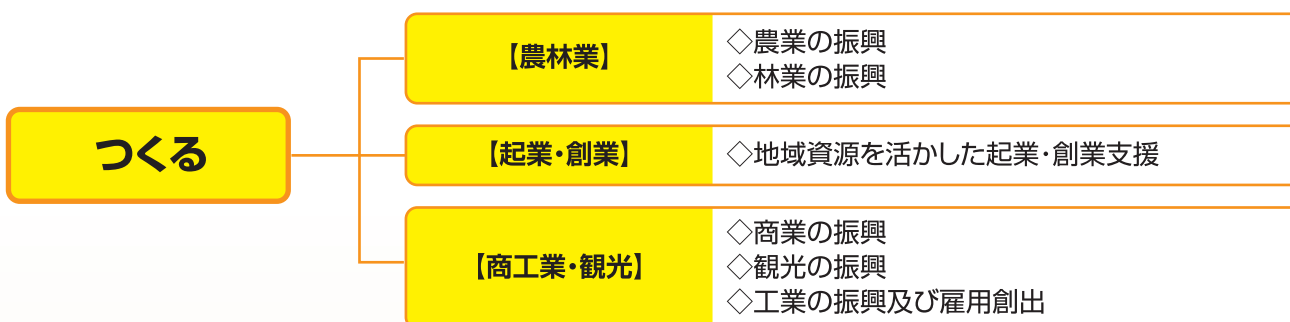 つくる
【農林業】
◇農業の振興
◇林業の振興
【起業・創業】
◇地域資源を活かした起業・創業支援
【商工業・観光】
◇商業の振興
◇観光の振興
◇工業の振興及び雇用創出